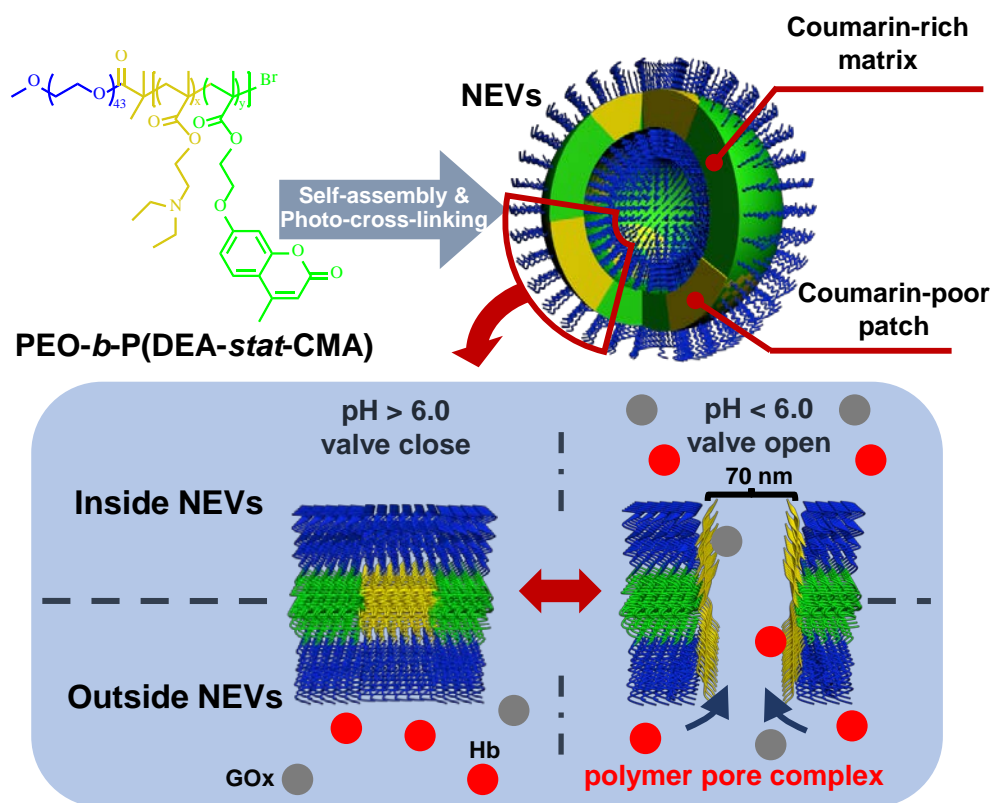 O
O
O
43
x
y
Br
O
O
O
O
N
O
O
O
PEO-b-P(DEA-stat-CMA)
Self-assembly &
Photo-cross-linking
NEVs
Coumarin-rich
matrix
Coumarin-poor
patch
pH > 6.0
valve close
pH < 6.0
valve open
70 nm
Inside NEVs
Outside NEVs
GOx
Hb
polymer pore complex